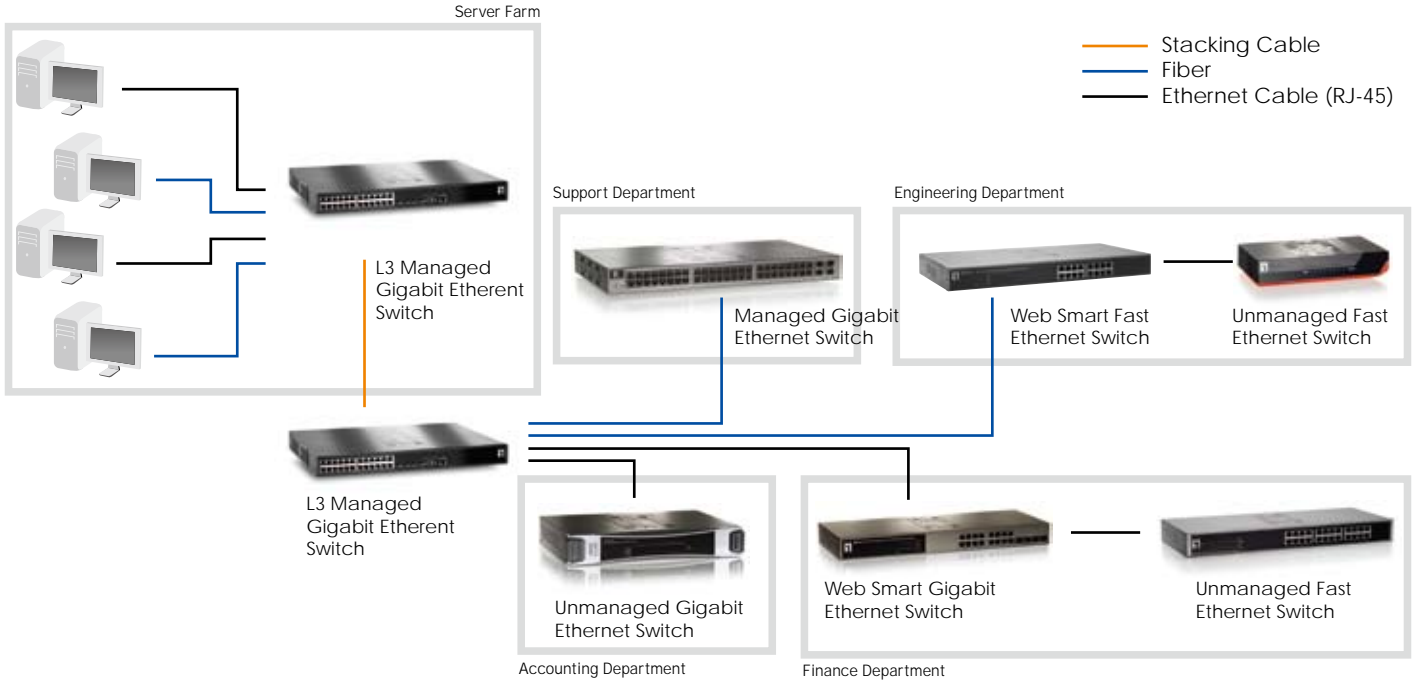 Server Farm
Stacking Cable
Fiber
Ethernet Cable (RJ-45)
Support Department
Engineering Department
L3 Managed
Gigabit Etherent
Switch
Managed Gigabit
Ethernet Switch
Web Smart Fast
Ethernet Switch
Unmanaged Fast
Ethernet Switch
L3 Managed
Gigabit Etherent
Switch
Unmanaged Gigabit
Ethernet Switch
Web Smart Gigabit
Ethernet Switch
Unmanaged Fast
Ethernet Switch
Accounting Department
Finance Department